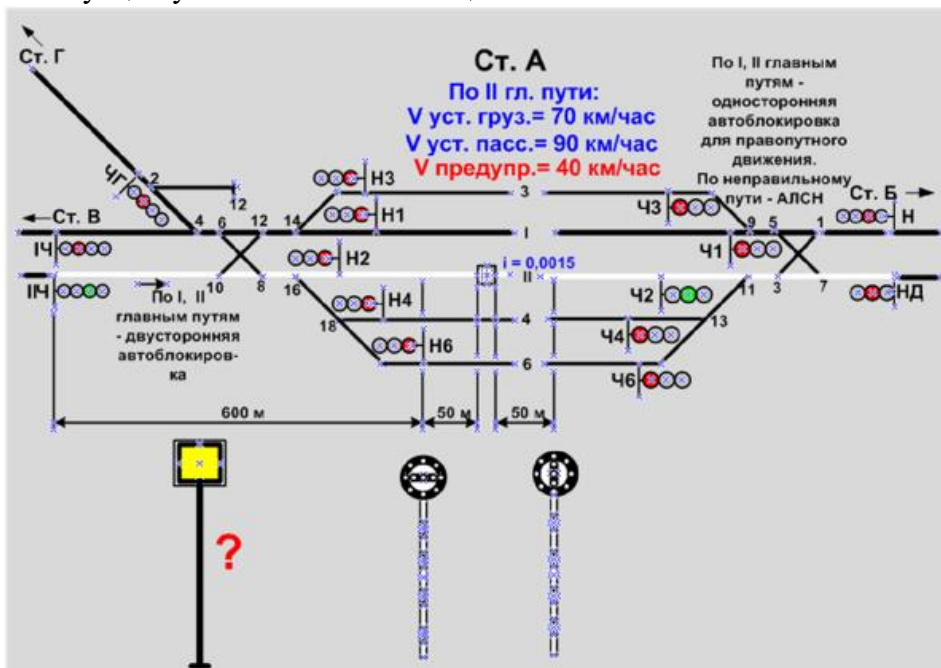 Ст. Г
Ст. А
По II гл. пути:
V уст. груз.= 70 км/час
V уст. пасс.= 90 км/час
V предупр.= 40 км/час
По I, II главным
путям -
односторонняя
автоблокировка
для правопутного
движения.
По неправильному
пути - АЛСН
Ст. Б
Н
ЧГ
2
12
Н3
3
Ч3
Н1
Ст. В
4
6
12
14
I
9
5
1
IЧ
Н2
Ч1
i = 0,0015
II
IIЧ
10
8
16
Ч2
11
3
7
НД
По I, II
главным путям
- двусторонняя
автоблокиров-
ка
Н4
18
4
Ч4
13
Н6
6
Ч6
600 м
50 м
50 м
?